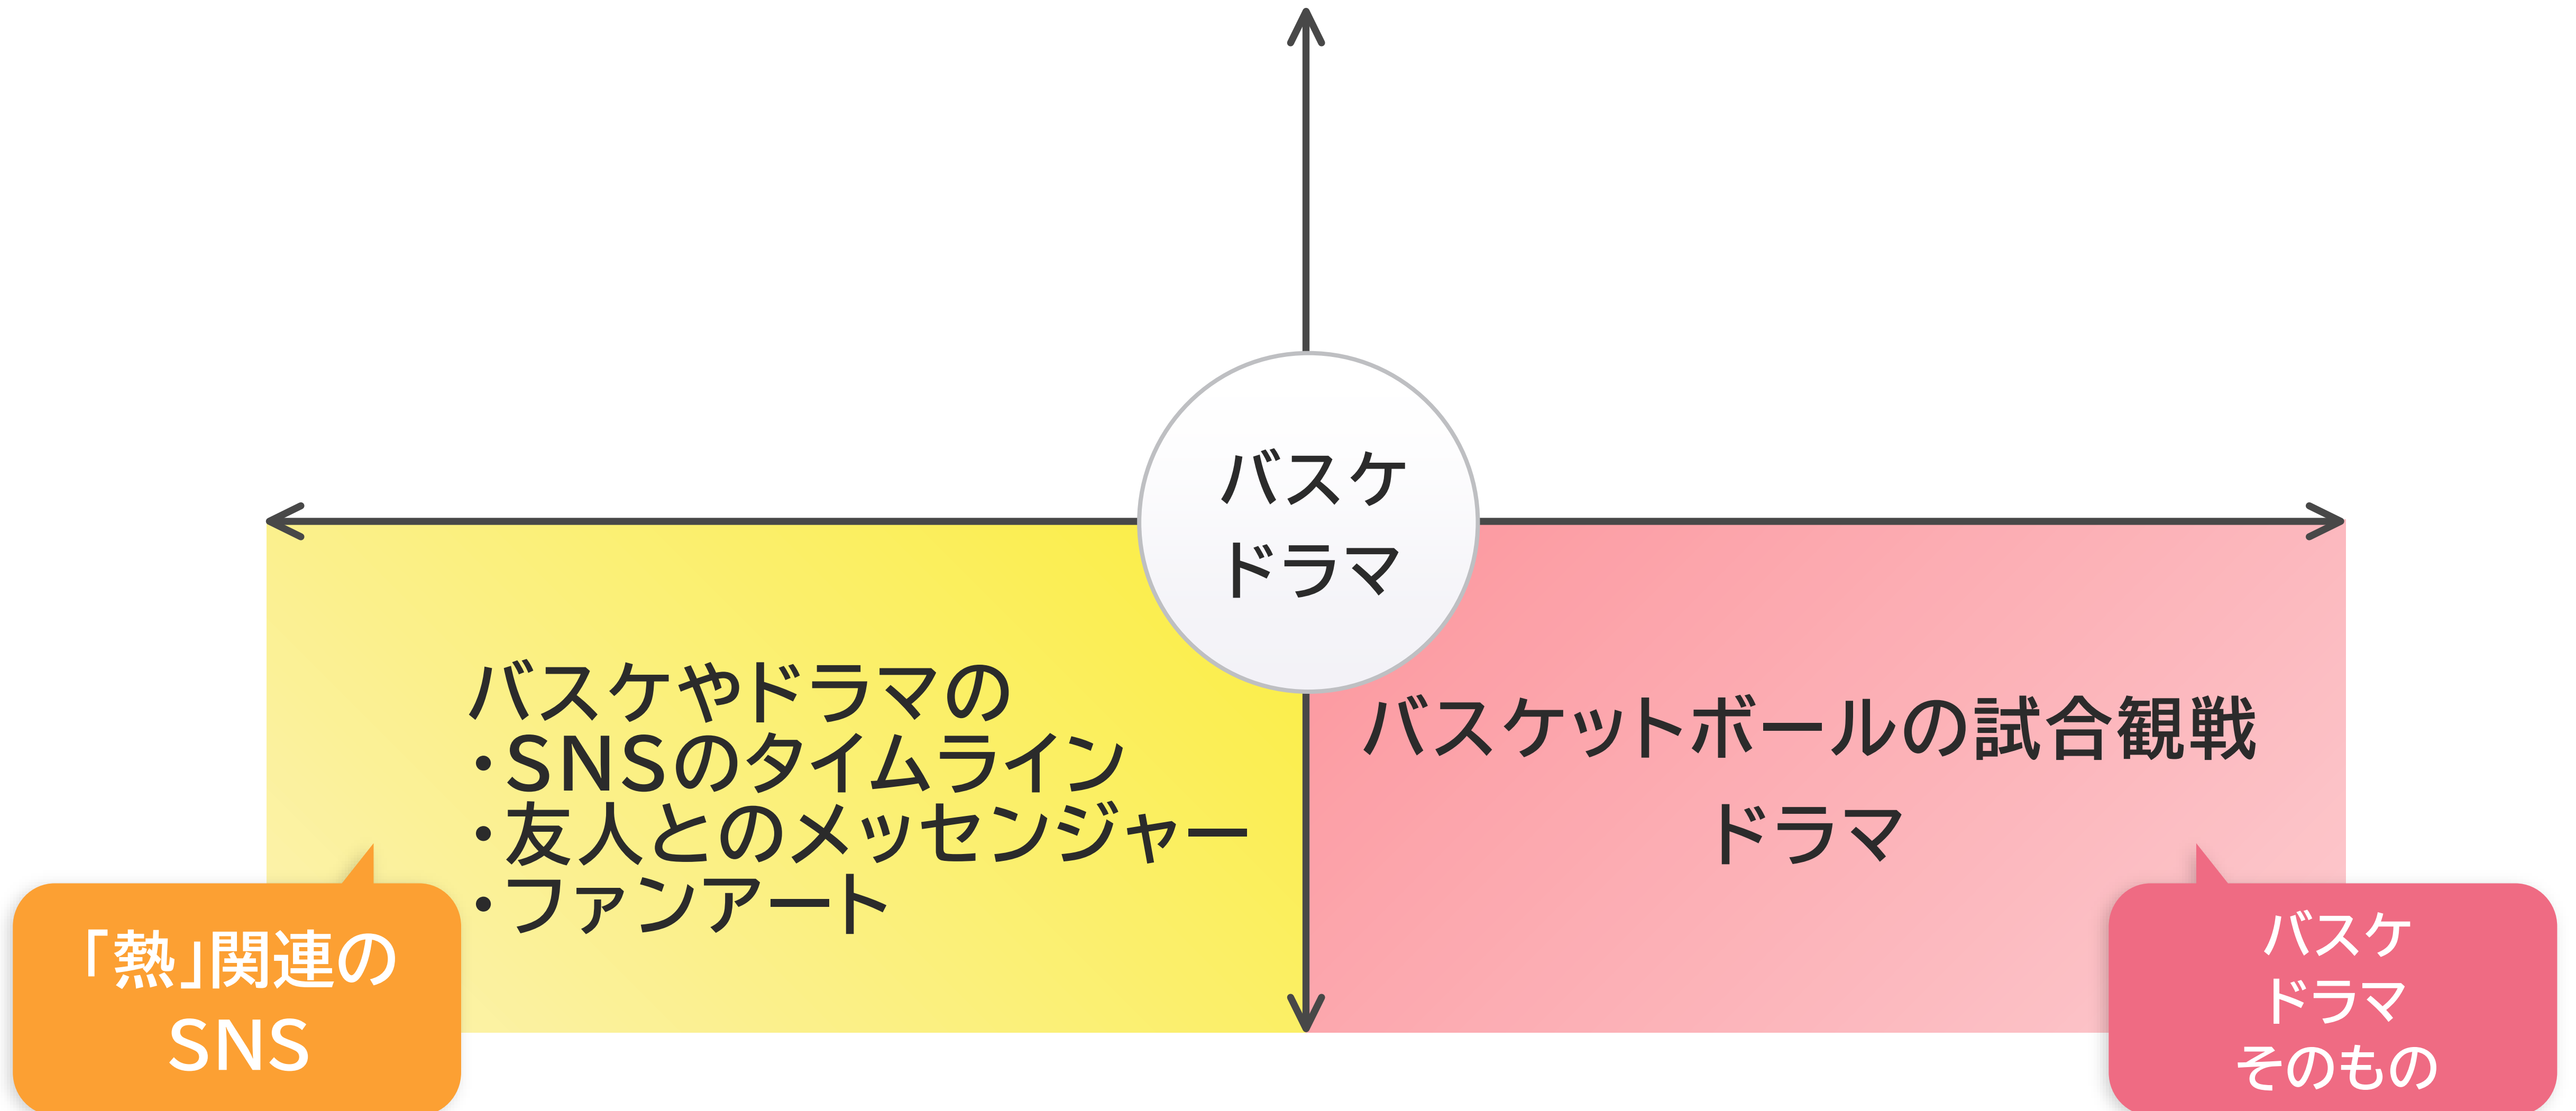 バスケ
ドラマ
バスケやドラマの
・SNSのタイムライン
・友人とのメッセンジャー
・ファンアート
バスケットボールの試合観戦
ドラマ
「熱」関連の
SNS
バスケ
ドラマ
そのもの